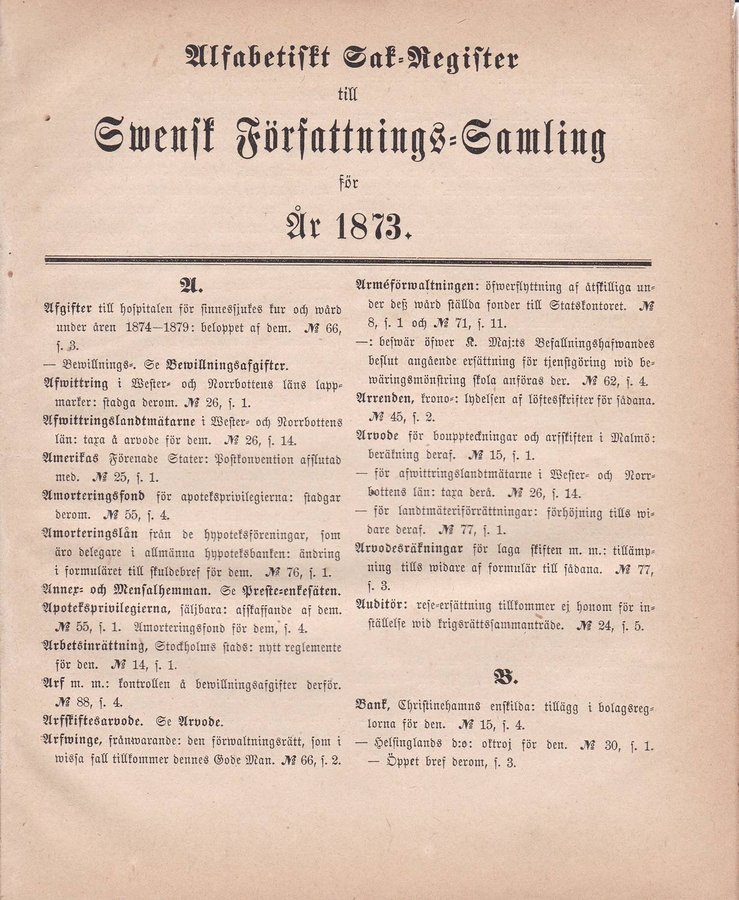 Alfabetiskt Sak-Register
till
Swensk Författnings-Samling
för
År 1873.
A.
Afgifter till hospitalen för sinnessjukes kur och wård
under åren 1874—1879: beloppet af dem. № 66,
s. 3.
— Bewillnings-. Se Bewillningsafgifter.
Afwittring i Wester- och Norrbottens läns lapp-
marker: stadga derom. № 26, s. 1.
Afwittringslandtmätarne i Wester- och Norrbottens
län: taxa å arvode för dem. № 26, s. 14.
Amerikas Förenade Stater: Postkonvention afslutad
med. № 25, s. 1.
Amorteringsfond för apoteksprivilegierna: stadgar
derom. № 55, s. 4.
Amorteringslån från de hypoteksföreningar, som
äro delegare i allmänna hypoteksbanken: ändring
i formuläret till skuldebref för dem. № 76, s. 1.
Annex- och Mensalhemman. Se Preste-enkesäten.
Apoteksprivilegierna, säljbara: afskaffande af dem.
№ 55, s. 1. Amorteringsfond för dem, s. 4.
Arbetsinrättning, Stockholms stads: nytt reglemente
för den. № 14, s. 1.
Arf m. m.: kontrollen å bewillningsafgifter derför.
№ 88, s. 4.
Arfskiftesarvode. Se Arvode.
Arfwinge, frånwarande: den förwaltningsrätt, som i
wissa fall tillkommer dennes Gode Man. № 66, s. 2.
Arméförwaltningen: öfwerflyttning af åtskilliga un-
der deß wård ställda fonder till Statskontoret. №
8, s. 1 och № 71, s. 11.
—: beswär öfwer K. Maj:ts Befallningshafwandes
beslut angående ersättning för tjenstgöring wid be-
wäringsmönstring skola anföras der. № 62, s. 4.
Arrenden, krono-: lydelsen af löftesskrifter för sådana.
№ 45, s. 2.
Arvode för bouppteckningar och arfskiften i Malmö:
beräkning deraf. № 15, s. 1.
— för afwittringslandtmätarne i Wester- och Norr-
bottens län: taxa derå. № 26, s. 14.
— för landtmäteriförrättningar: förhöjning tills wi-
dare deraf. № 77, s. 1.
Arvodesräkningar för laga skiften m. m.: tillämp-
ning tills widare af formulär till sådana. № 77,
s. 3.
Auditör: rese-ersättning tillkommer ej honom för in-
ställelse wid krigsrättssammanträde. № 24, s. 5.
B.
Bank, Christinehamns enskilda: tillägg i bolagsreg-
lorna för den. № 15, s. 4.
— Helsinglands d:o: oktroj för den. № 30, s. 1.
— Öppet bref derom, s. 3.